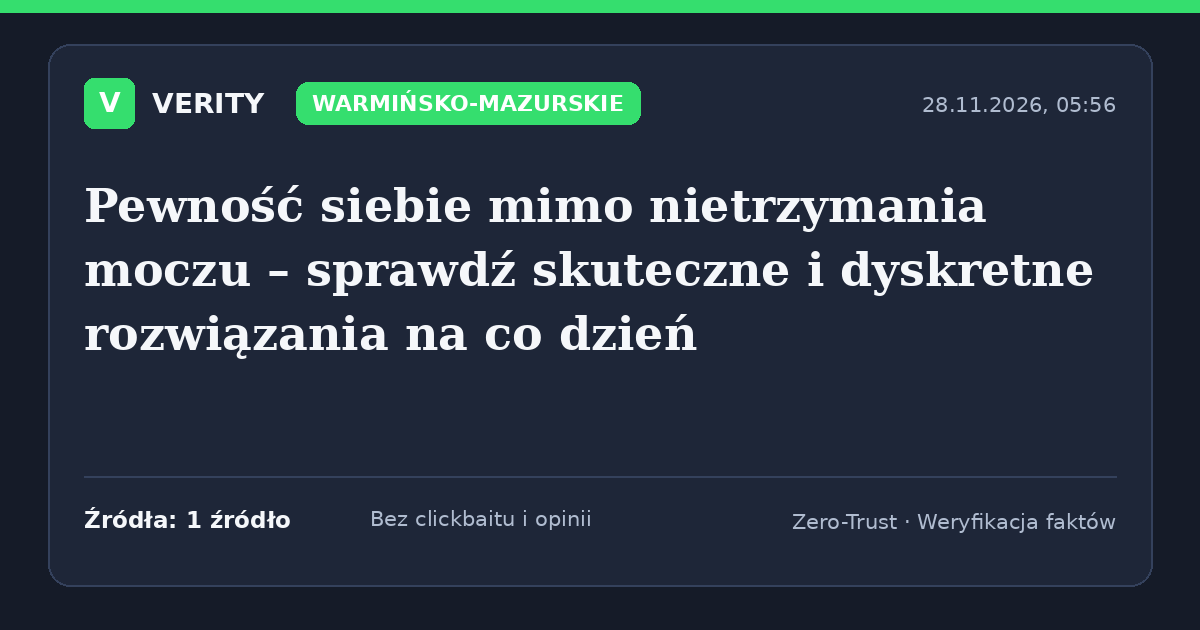 V VERITY WARMIŃSKO-MAZURSKIE 28.11.2026, 05:56
Pewność siebie mimo nietrzymania
moczu – sprawdź skuteczne i dyskretne
rozwiązania na co dzień
Źródła: 1 źródło Bez clickbaitu i opinii Zero-Trust · Weryfikacja faktów